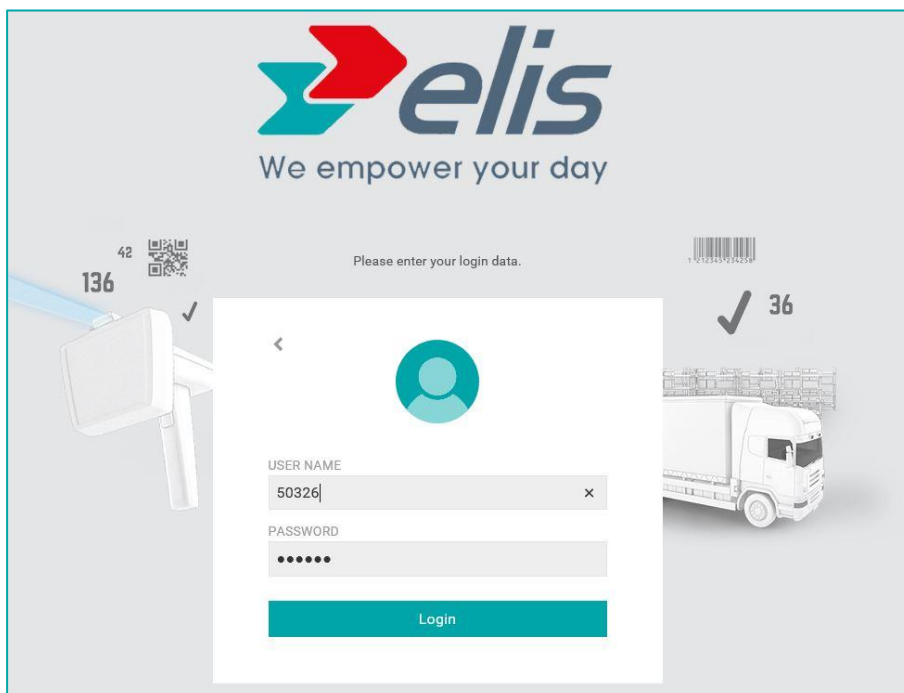 elis
We empower your day
42
136
Please enter your login data.
36
USER NAME
50326
PASSWORD
••••••
Login